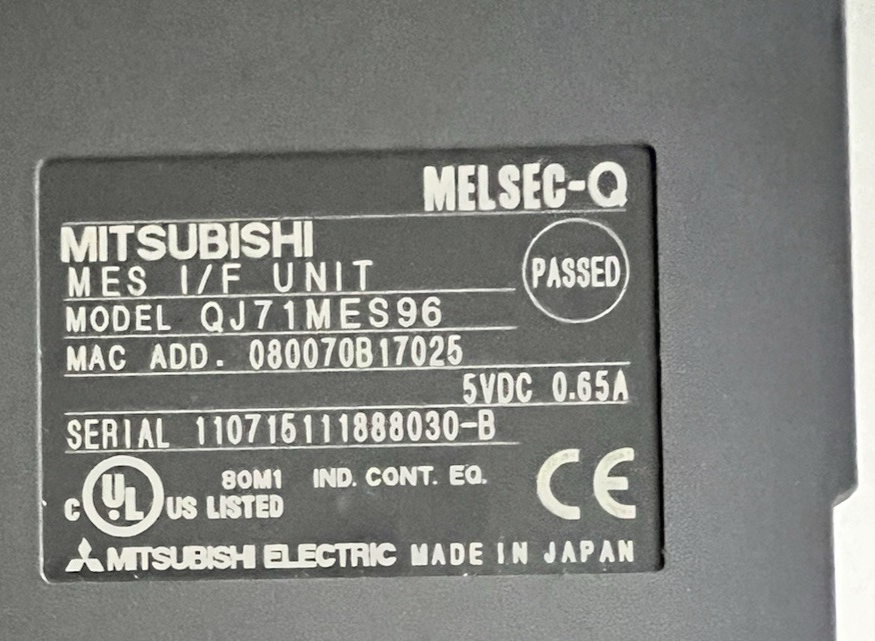 MELSEC-Q
MITSUBISHI
MES I/F UNIT
PASSED
MODEL QJ71MES96
MAC ADD. 080070B17025
5VDC 0.65A
SERIAL 110715111888030-B
80M1 IND. CONT. EQ.
C UL US LISTED
CE
MITSUBISHI ELECTRIC MADE IN JAPAN